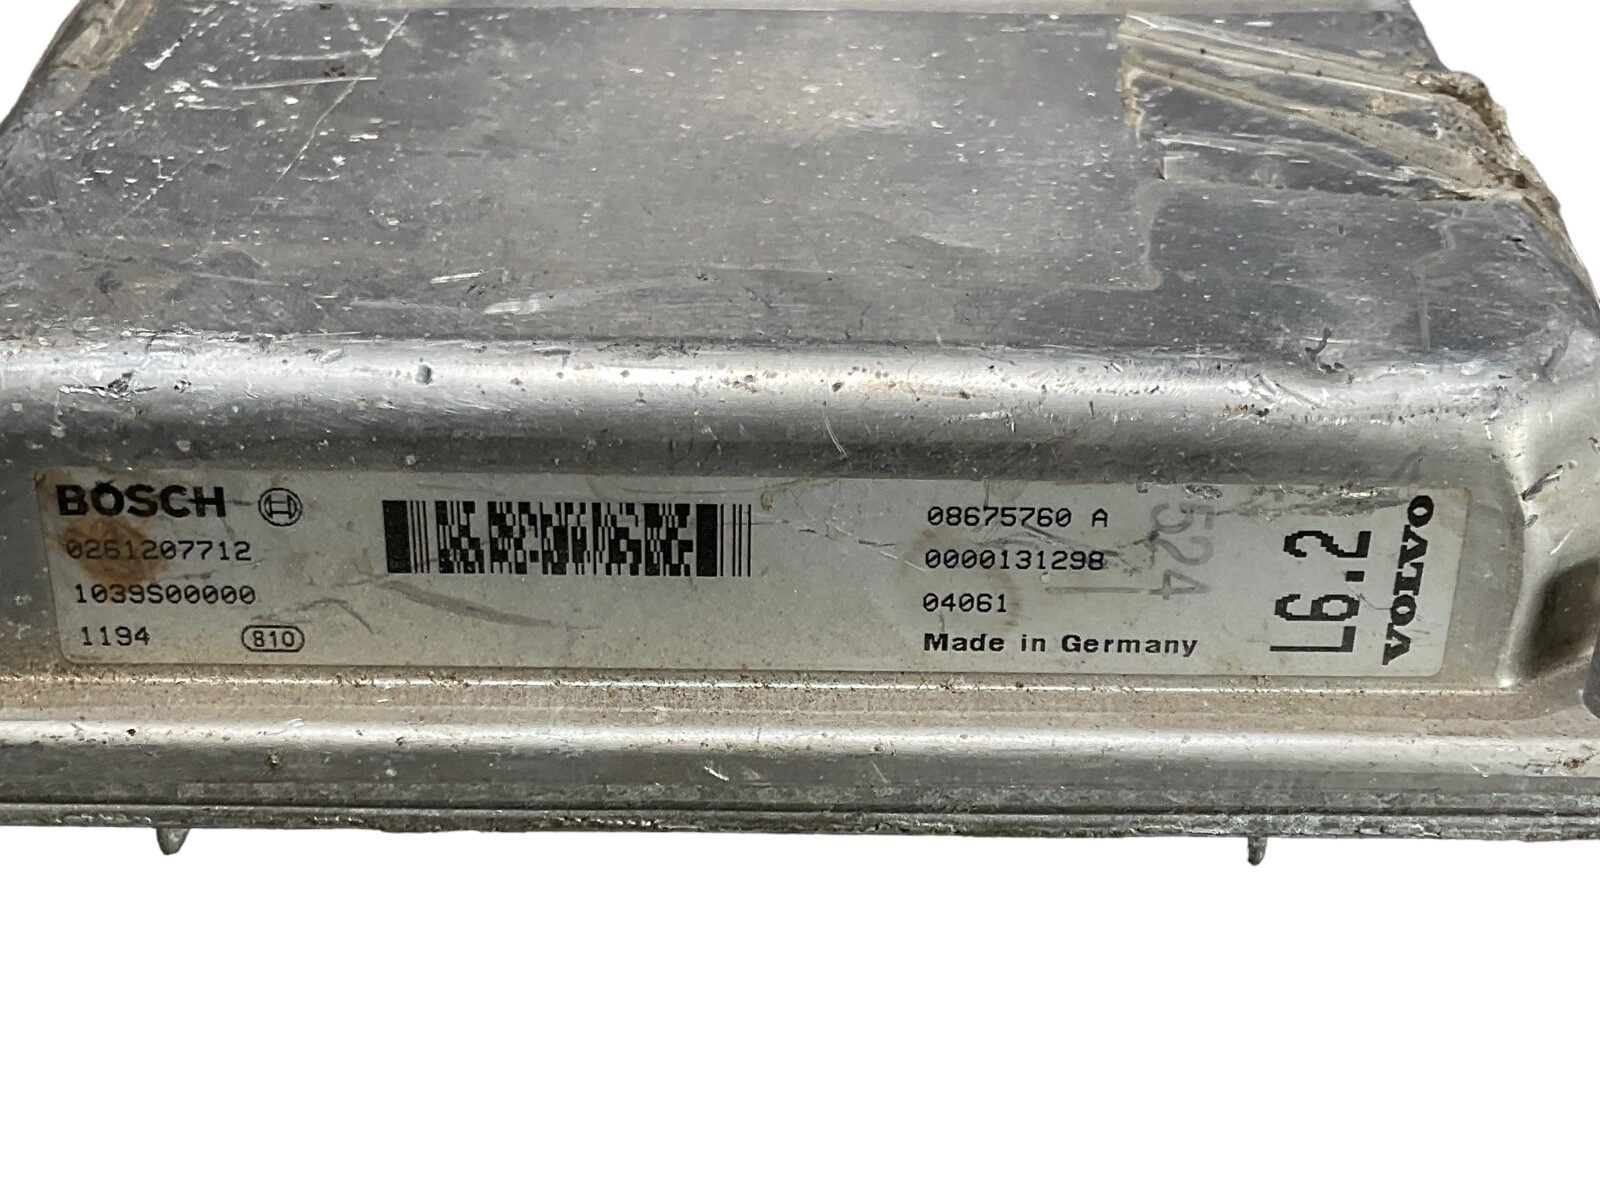 BOSCH
0261207712
1039S00000
1194 810
08675760 A
0000131298
04061
Made in Germany
524
L6.2
VOLVO